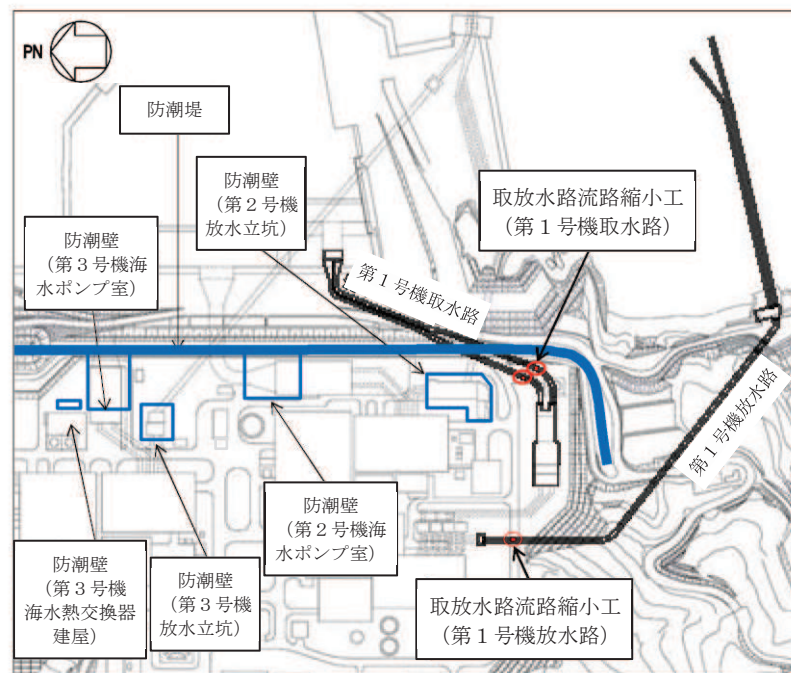 PN
防潮堤
防潮壁
（第２号機
放水立坑）
取放水路流路縮小工
（第１号機取水路）
防潮壁
（第３号機海
水ポンプ室）
第１号機取水路
第１号機放水路
防潮壁
（第３号機
海水熱交換器
建屋）
防潮壁
（第３号機
放水立坑）
防潮壁
（第２号機海
水ポンプ室）
取放水路流路縮小工
（第１号機放水路）